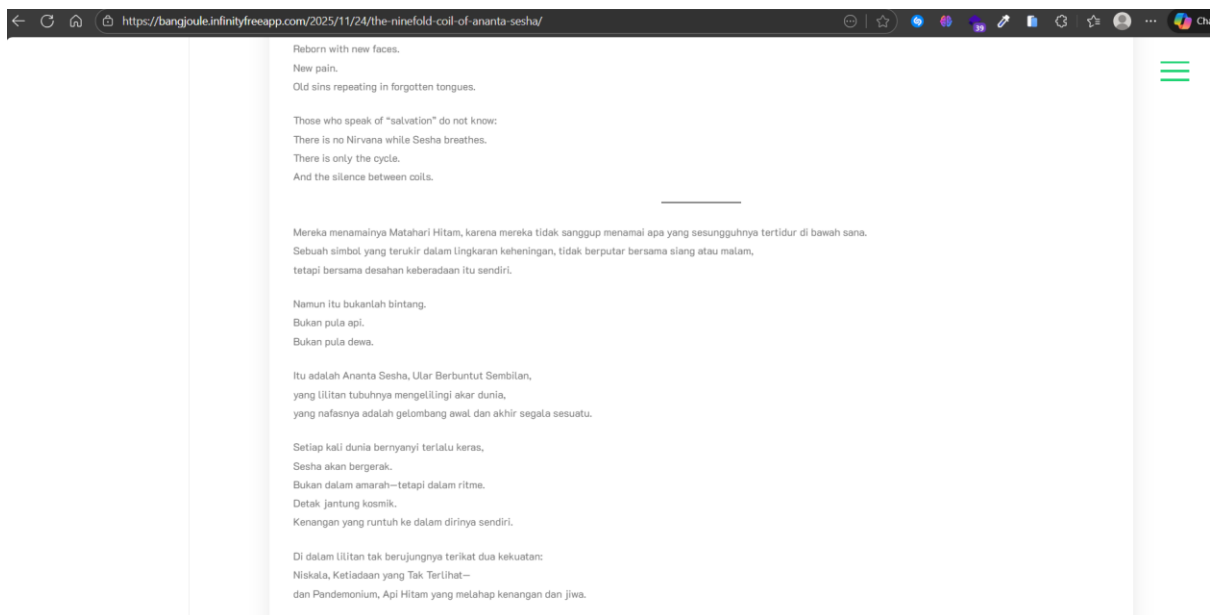 https://bangjoule.infinityfreeapp.com/2025/11/24/the-ninefold-coil-of-ananta-sesha/
39
Reborn with new faces.
New pain.
Old sins repeating in forgotten tongues.
Those who speak of “salvation” do not know:
There is no Nirvana while Sesha breathes.
There is only the cycle.
And the silence between coils.
Mereka menamainya Matahari Hitam, karena mereka tidak sanggup menamai apa yang sesungguhnya tertidur di bawah sana.
Sebuah simbol yang terukir dalam lingkaran keheningan, tidak berputar bersama siang atau malam,
tetapi bersama desahan keberadaan itu sendiri.
Namun itu bukanlah bintang.
Bukan pula api.
Bukan pula dewa.
Itu adalah Ananta Sesha, Ular Berbuntut Sembilan,
yang lilitan tubuhnya mengelilingi akar dunia,
yang nafasnya adalah gelombang awal dan akhir segala sesuatu.
Setiap kali dunia bernyanyi terlalu keras,
Sesha akan bergerak.
Bukan dalam amarah—tetapi dalam ritme.
Detak jantung kosmik.
Kenangan yang runtuh ke dalam dirinya sendiri.
Di dalam lilitan tak berujungnya terikat dua kekuatan:
Niskala, Ketiadaan yang Tak Terlihat—
dan Pandemonium, Api Hitam yang melahap kenangan dan jiwa.